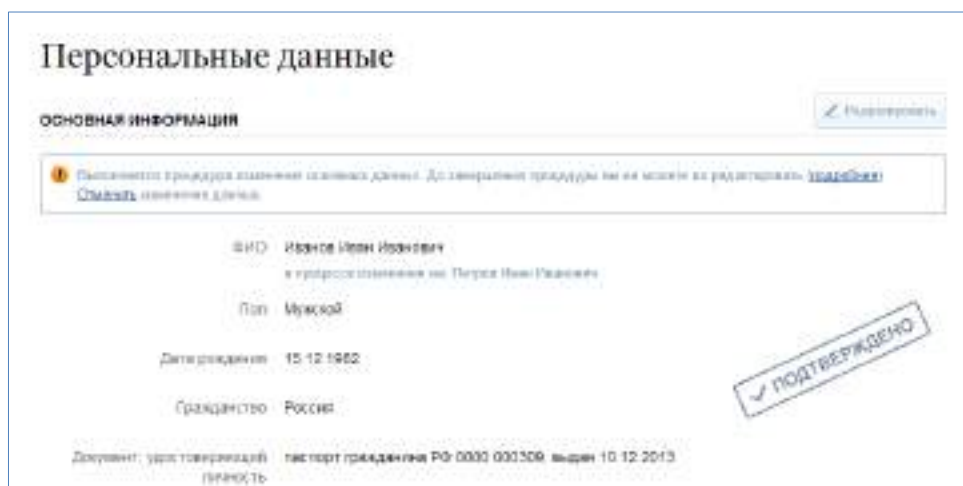 Персональные данные
ОСНОВНАЯ ИНФОРМАЦИЯ
Редактировать
Выполняется процедура изменения основных данных. До завершения процедуры вы не можете их редактировать (подробнее)
Отменить изменения данных.
ФИО Иванов Иван Иванович
в процессе изменения на: Петров Иван Иванович
Пол Мужской
Дата рождения 15.12.1982
Гражданство Россия
ПОДТВЕРЖДЕНО
Документ, удостоверяющий паспорт гражданина РФ 0000 000309, выдан 10.12.2013
личность